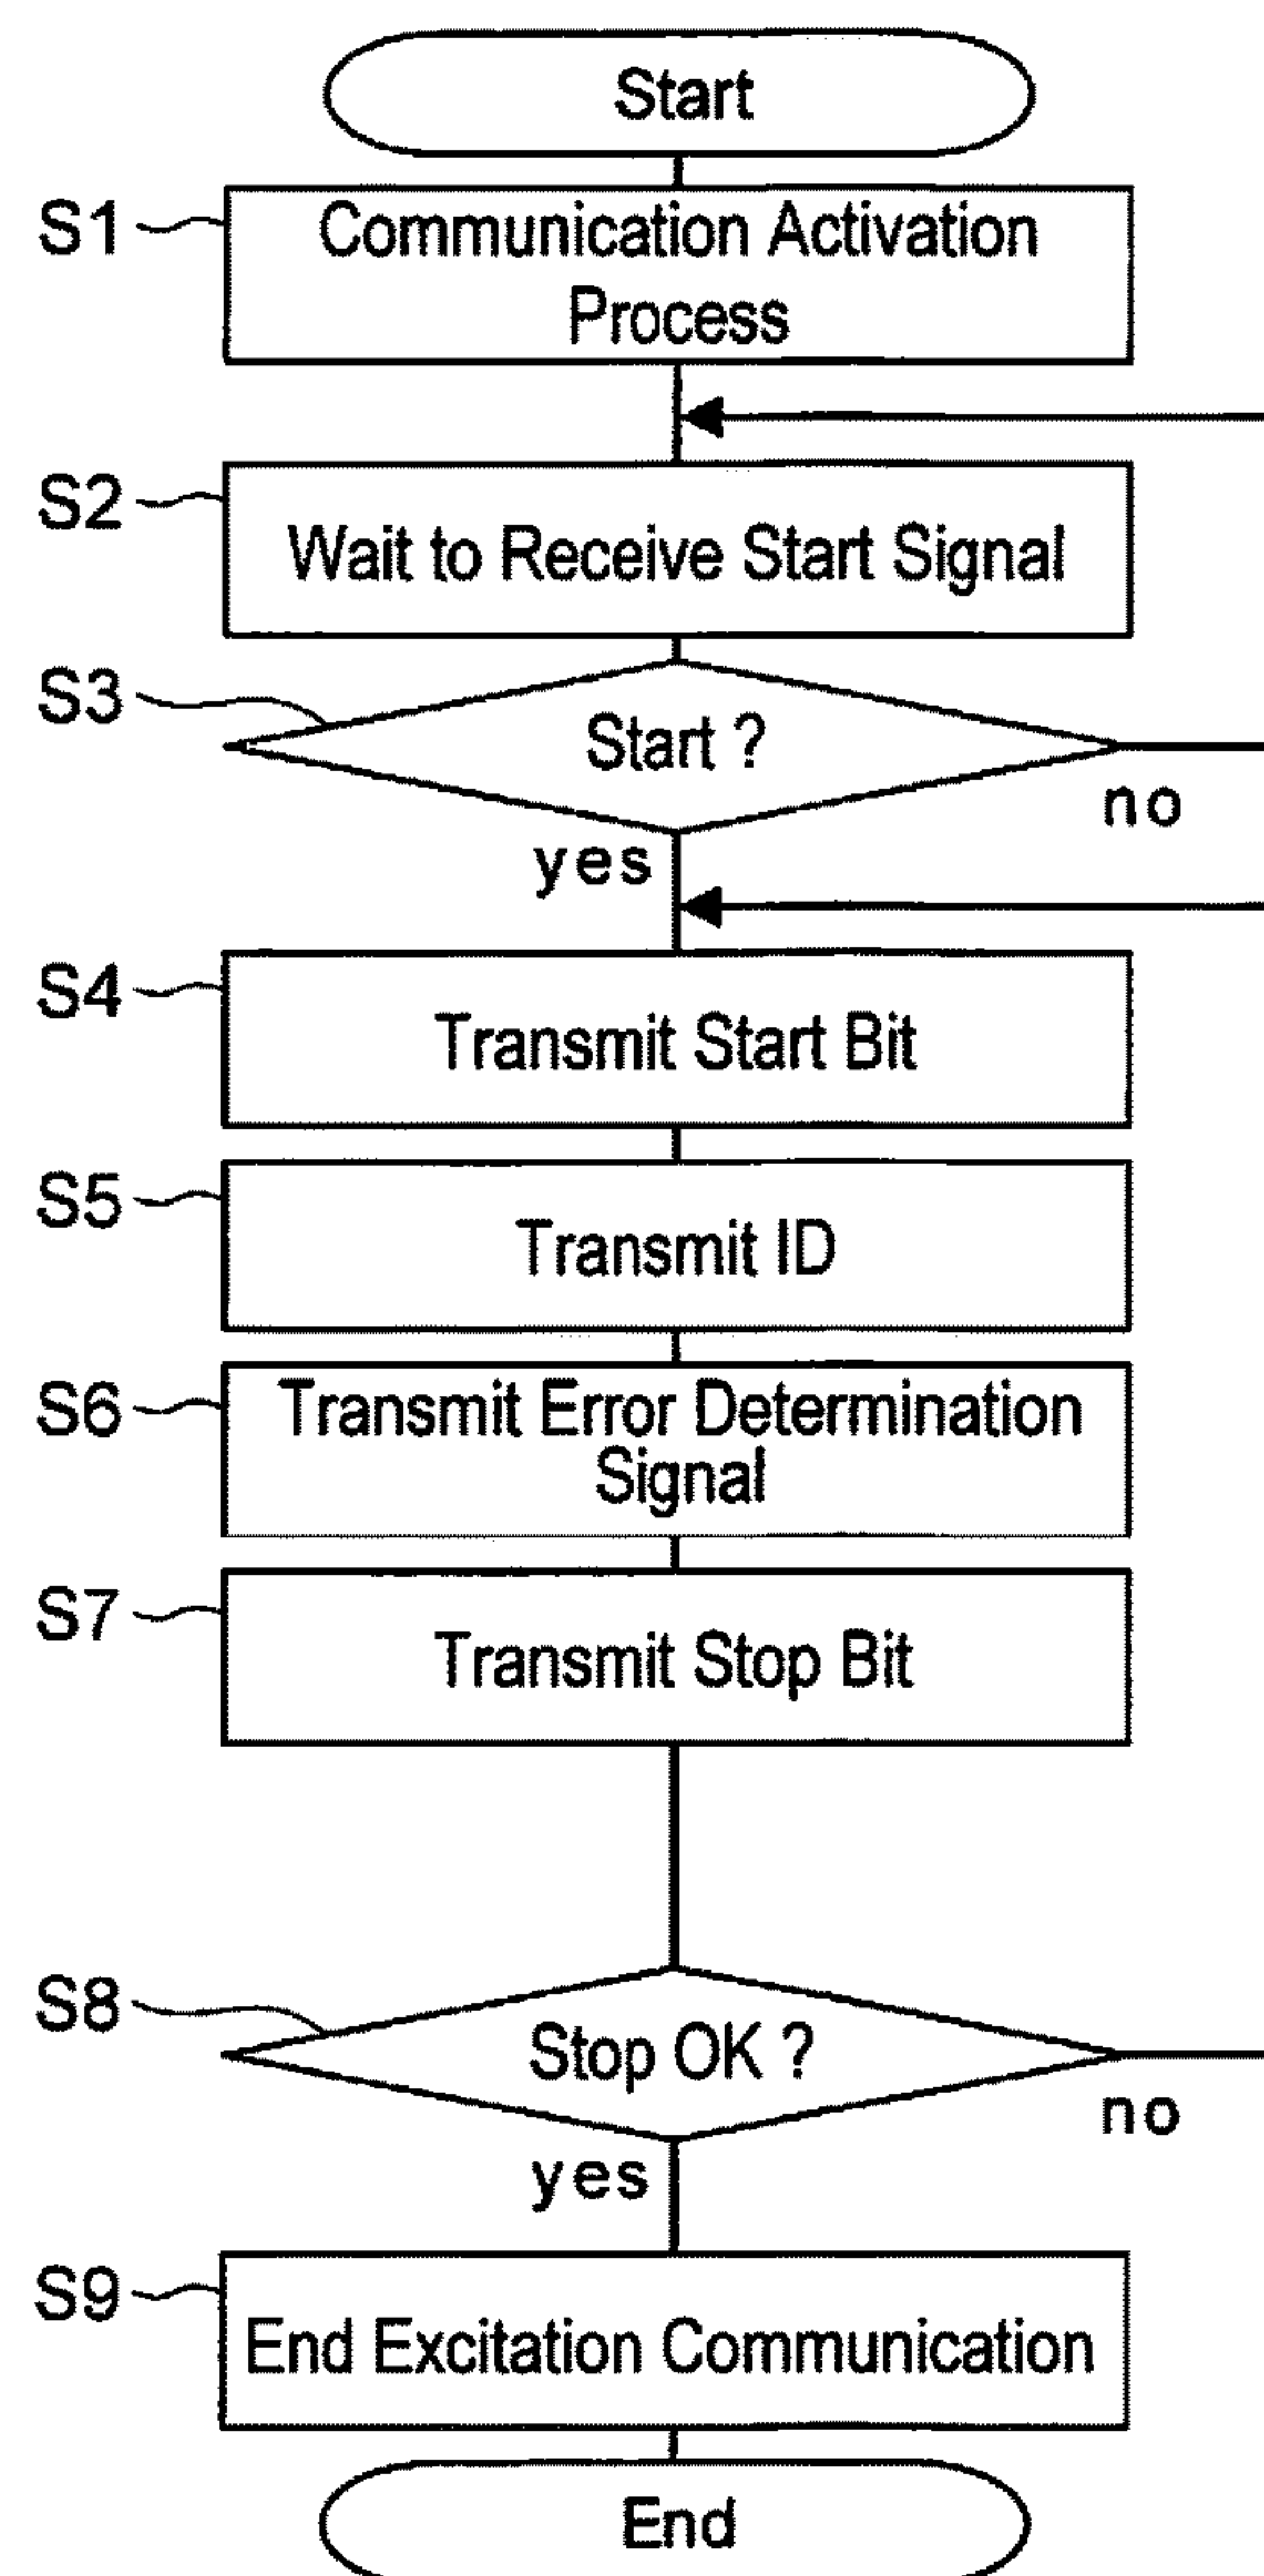 Start
S1
Communication Activation
Process
S2
Wait to Receive Start Signal
S3
Start ?
no
yes
S4
Transmit Start Bit
S5
Transmit ID
S6
Transmit Error Determination
Signal
S7
Transmit Stop Bit
S8
Stop OK ?
no
yes
S9
End Excitation Communication
End